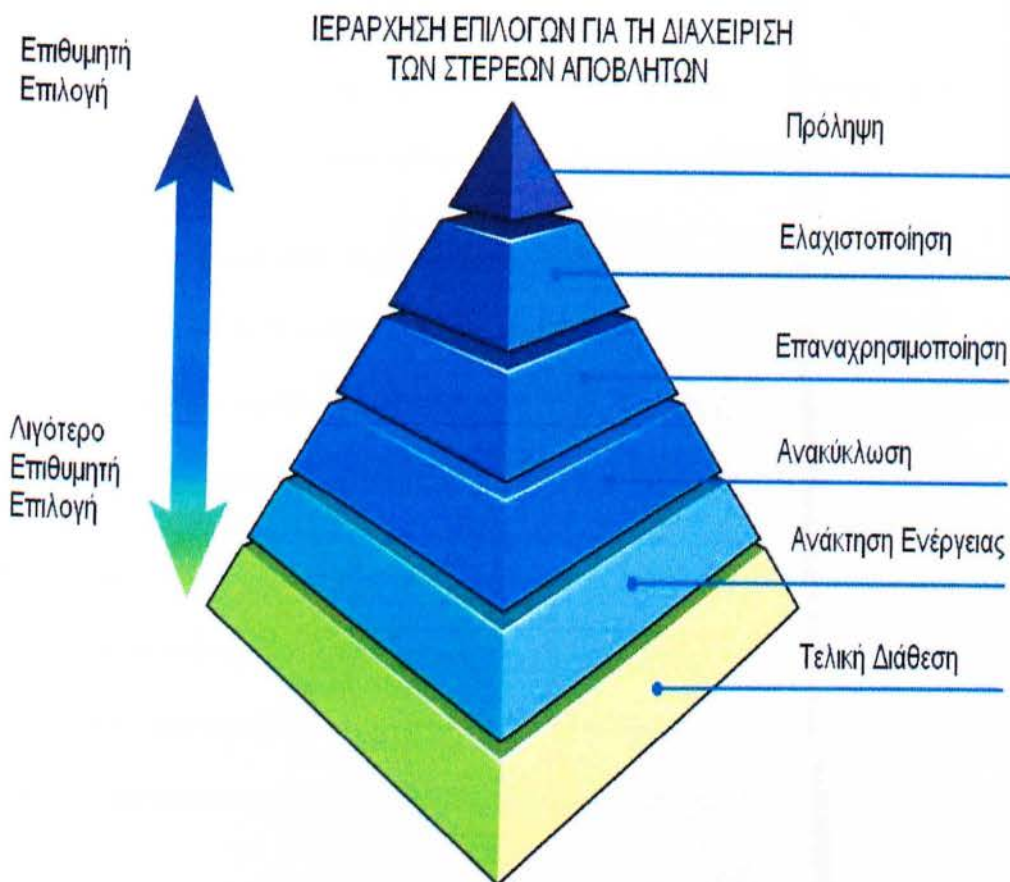 ΙΕΡΑΡΧΗΣΗ ΕΠΙΛΟΓΩΝ ΓΙΑ ΤΗ ΔΙΑΧΕΙΡΙΣΗ
ΤΩΝ ΣΤΕΡΕΩΝ ΑΠΟΒΛΗΤΩΝ
Επιθυμητή
Επιλογή
Πρόληψη
Ελαχιστοποίηση
Επαναχρησιμοποίηση
Λιγότερο
Επιθυμητή
Επιλογή
Ανακύκλωση
Ανάκτηση Ενέργειας
Τελική Διάθεση